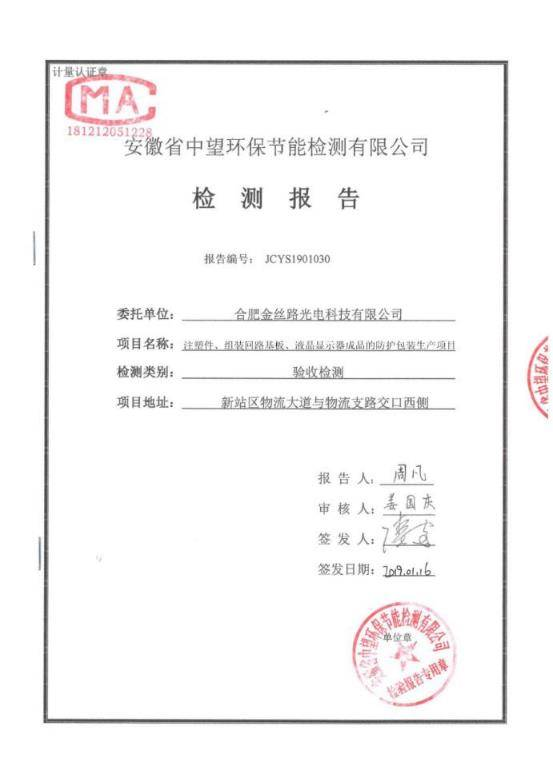 计量认证章
MA
181212051228
安徽省中望环保节能检测有限公司
检 测 报 告
报告编号： JCYS1901030
委托单位： 合肥金丝路光电科技有限公司
项目名称： 注塑件、组装回路基板、液晶显示器成品的防护包装生产项目
检测类别： 验收检测
项目地址： 新站区物流大道与物流支路交口西侧
报 告 人： 周凡
审 核 人： 姜国庆
签 发 人：
签发日期： 2019.01.16
中望环保节能检测有限公司
单位章
检验报告专用章